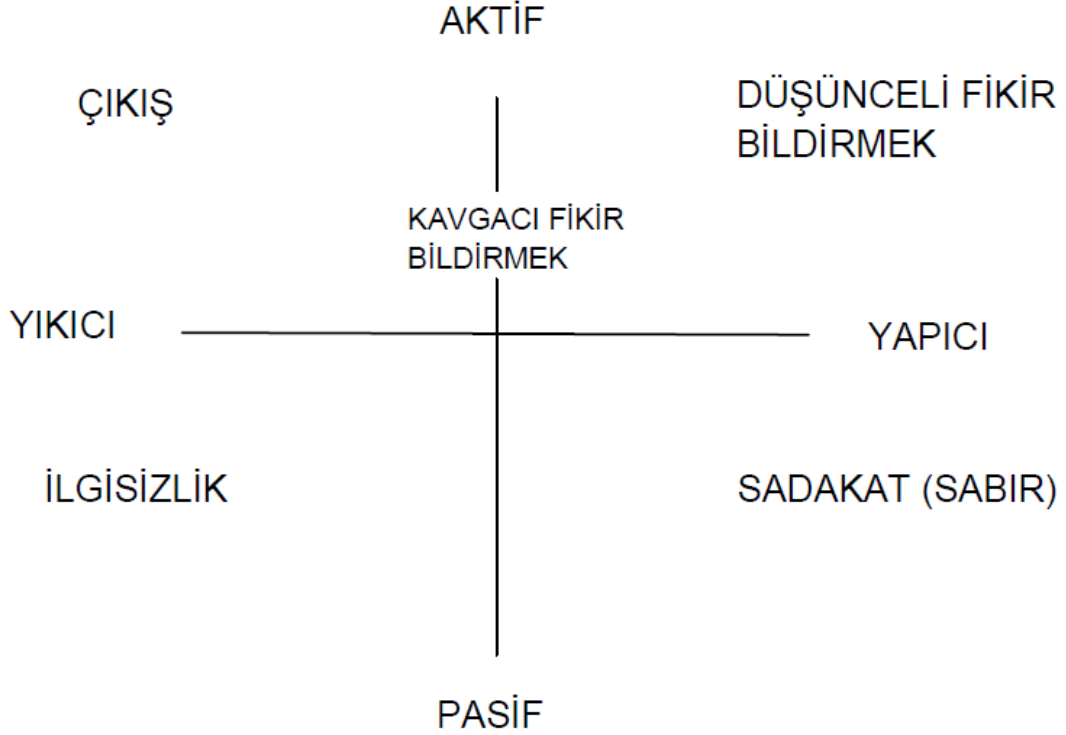 AKTİF
ÇIKIŞ
DÜŞÜNCELİ FİKİR
BİLDİRMEK
KAVGACI FİKİR
BİLDİRMEK
YIKICI
YAPICI
İLGİSİZLİK
SADAKAT (SABIR)
PASİF